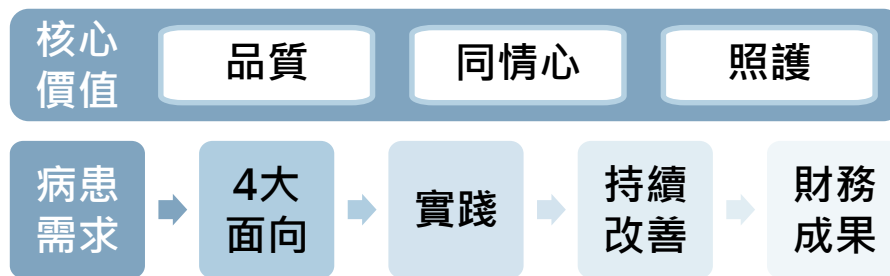 核心
價值
品質
同情心
照護
病患
需求
4大
面向
實踐
持續
改善
財務
成果